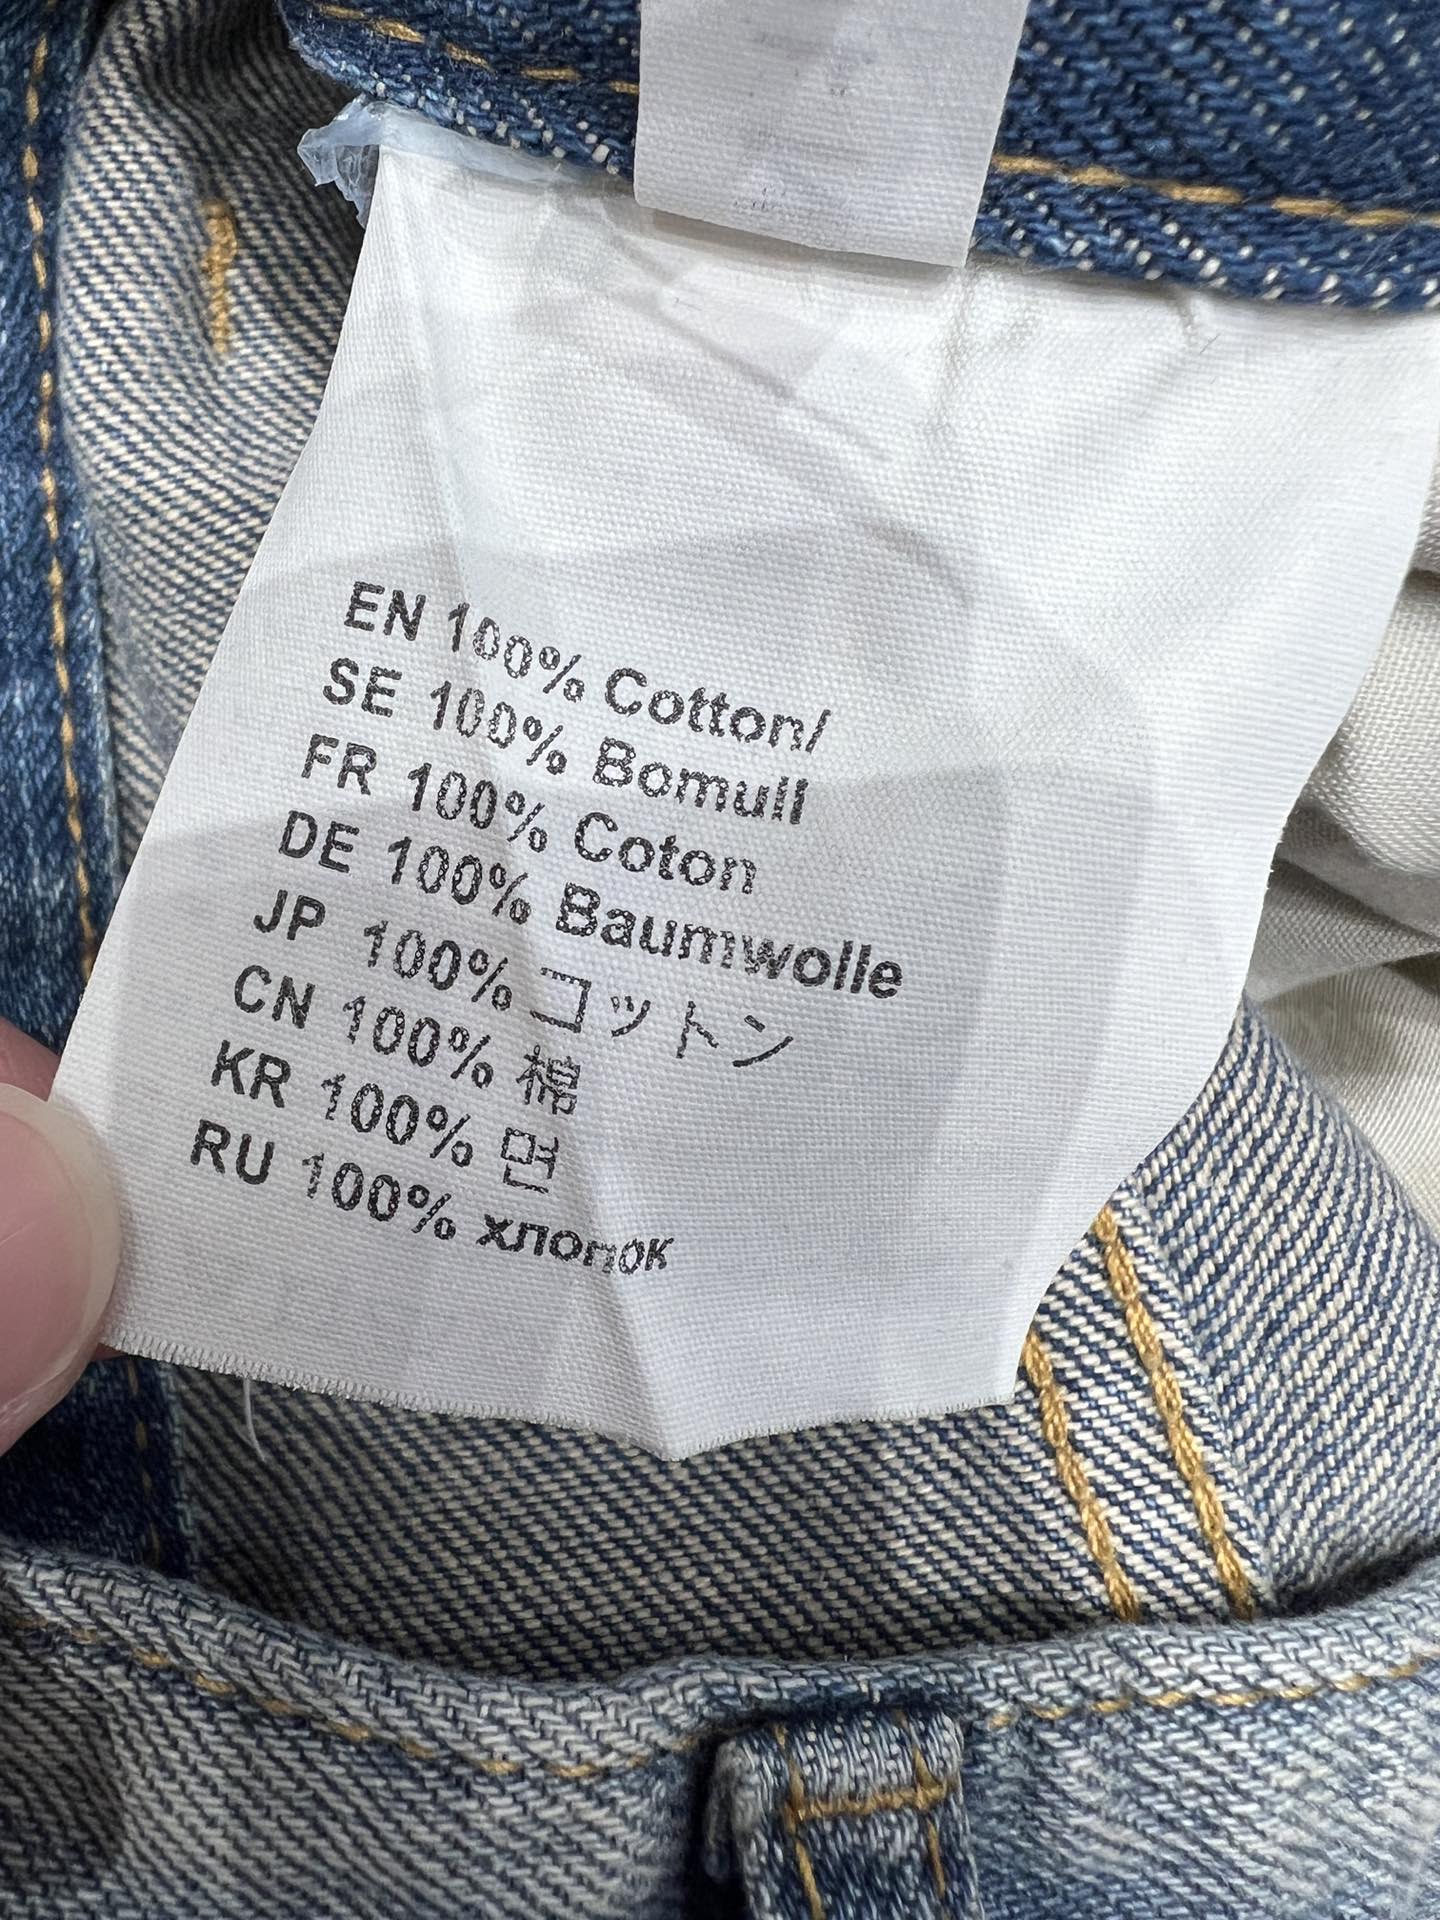 EN 100% Cotton/
SE 100% Bomull
FR 100% Coton
DE 100% Baumwolle
JP 100% コットン
CN 100% 棉
KR 100% 면
RU 100% хлопок